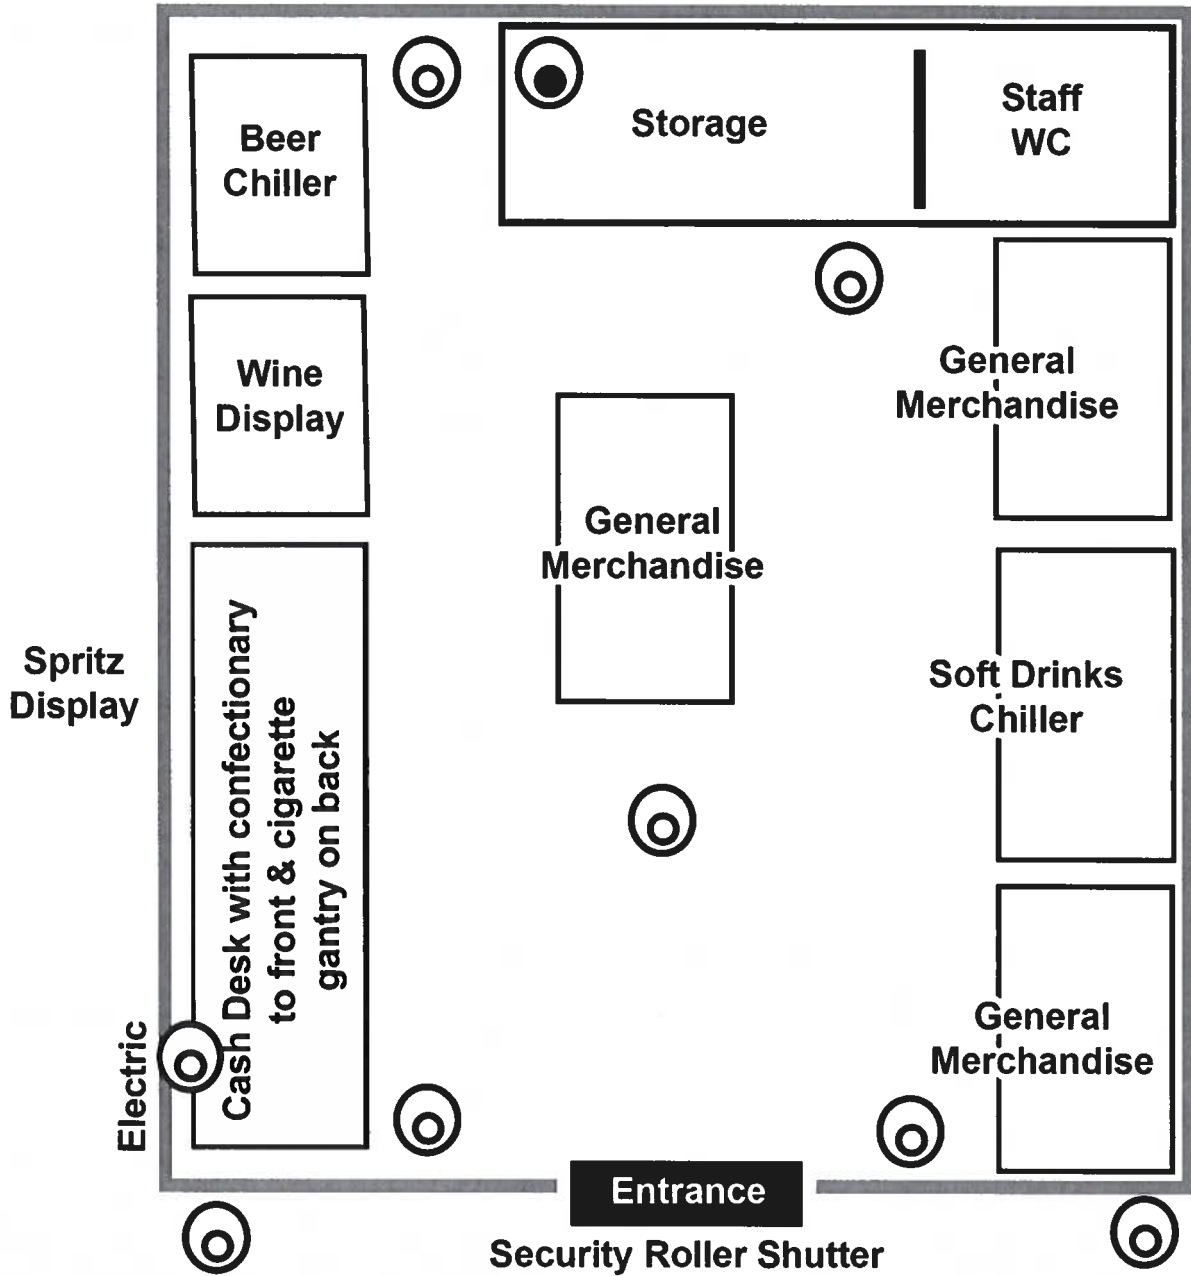 Storage
Staff
WC
Beer
Chiller
Wine
Display
General
Merchandise
General
Merchandise
Spritz
Display
Cash Desk with confectionary
to front & cigarette
gantry on back
Soft Drinks
Chiller
General
Merchandise
Electric
Entrance
Security Roller Shutter